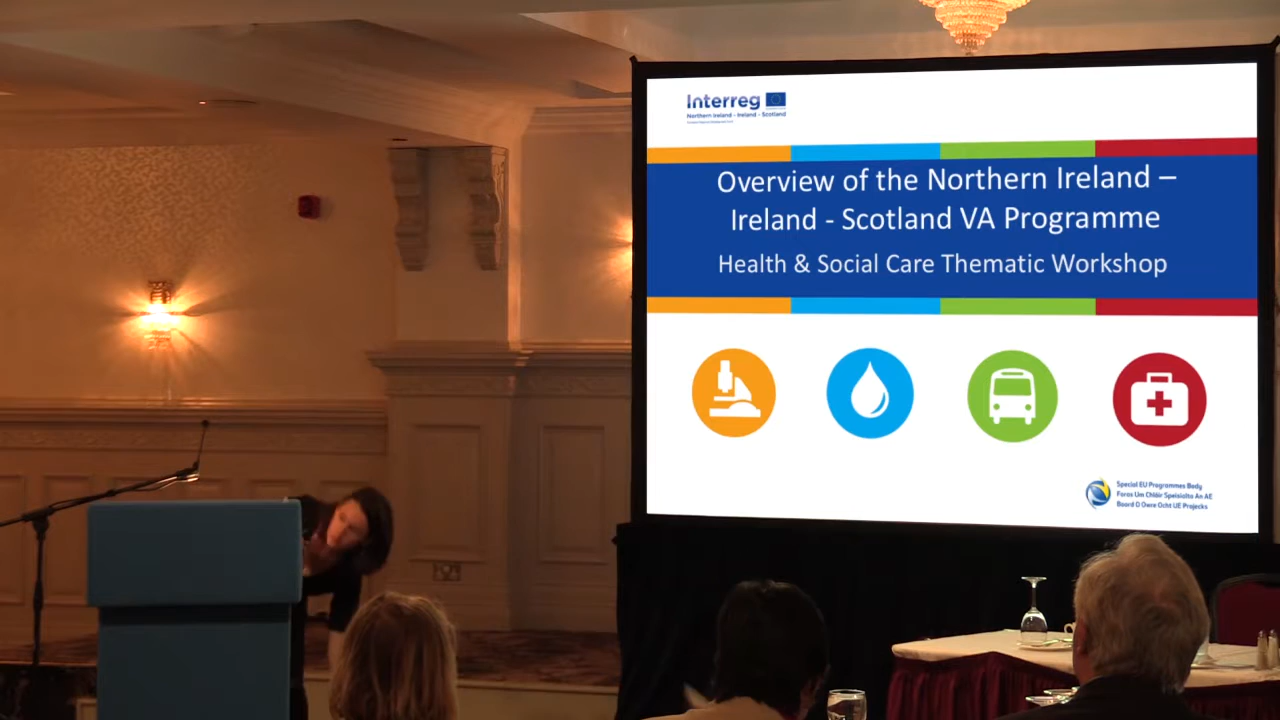 Interreg
Northern Ireland - Ireland - Scotland
Overview of the Northern Ireland –
Ireland - Scotland VA Programme
Health & Social Care Thematic Workshop
Special EU Programmes Body
Foras Um Chláir Speisialta An AE
Boord O Owre Ocht UE Projecks